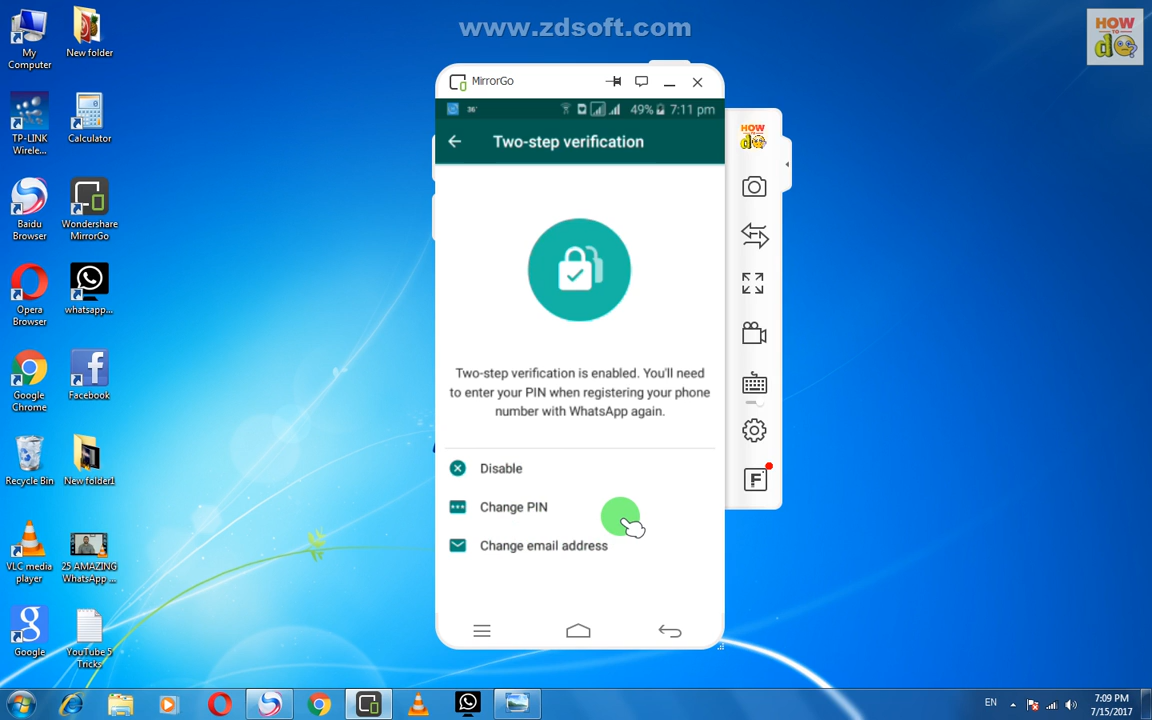 www.zdsoft.com
HOW
TO
do
My
Computer
New folder
TP-LINK
Wirele...
Calculator
Baidu
Browser
Wondershare
MirrorGo
Opera
Browser
whatsapp...
Google
Chrome
Facebook
Recycle Bin
New folder1
VLC media
player
25 AMAZING
WhatsApp ...
Google
YouTube 5
Tricks
MirrorGo
36°
49%
7:11 pm
Two-step verification
Two-step verification is enabled. You'll need
to enter your PIN when registering your phone
number with WhatsApp again.
Disable
Change PIN
Change email address
HOW
do
F
EN
7:09 PM
7/15/2017